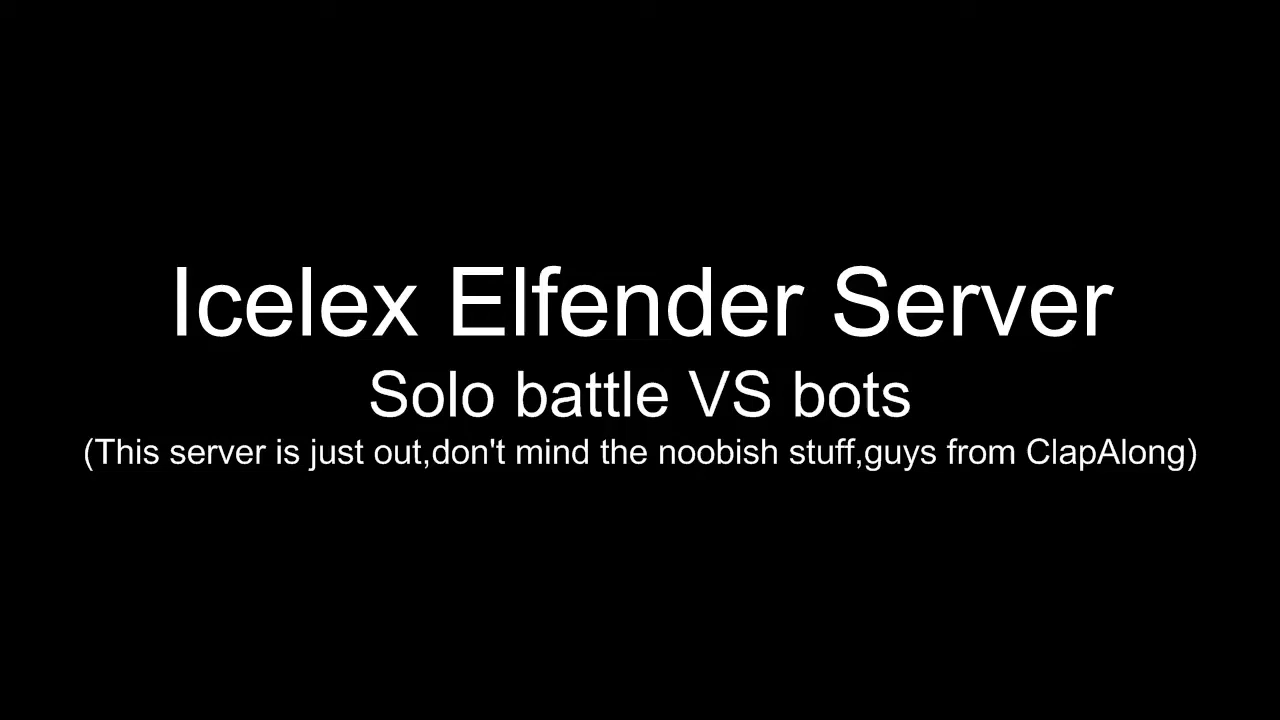 Icelex Elfender Server
Solo battle VS bots
(This server is just out,don't mind the noobish stuff,guys from ClapAlong)